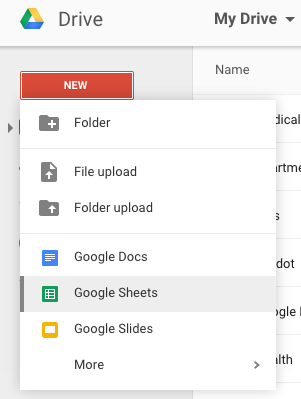 Drive
My Drive
NEW
Name
Folder
File upload
Folder upload
Google Docs
Google Sheets
Google Slides
More